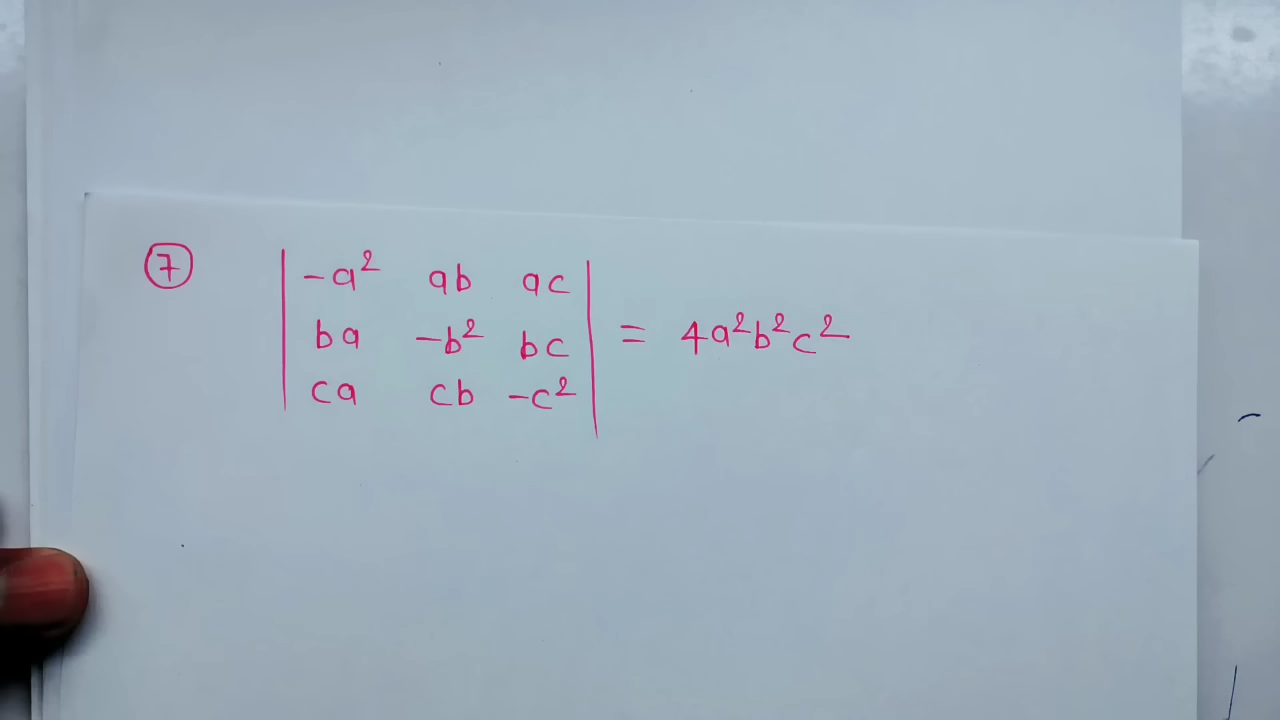 ⑦ | -a² ab ac |
| ba -b² bc | = 4a²b²c²
| ca cb -c² |